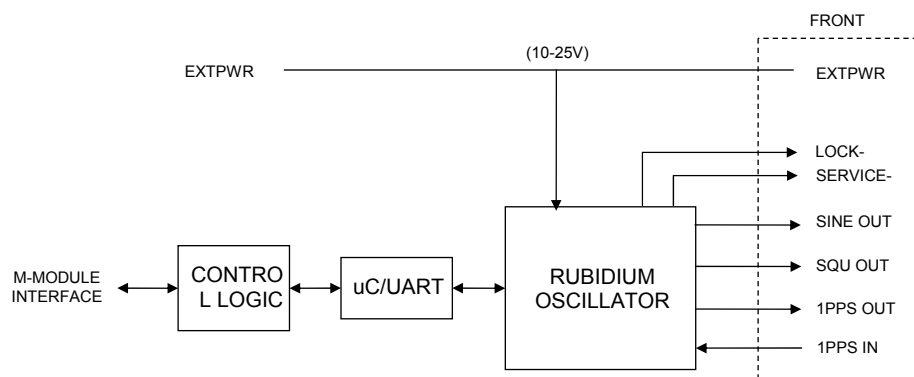 FRONT
(10-25V)
EXTPWR
EXTPWR
LOCK-
SERVICE-
SINE OUT
M-MODULE
INTERFACE
CONTRO
L LOGIC
uC/UART
RUBIDIUM
OSCILLATOR
SQU OUT
1PPS OUT
1PPS IN